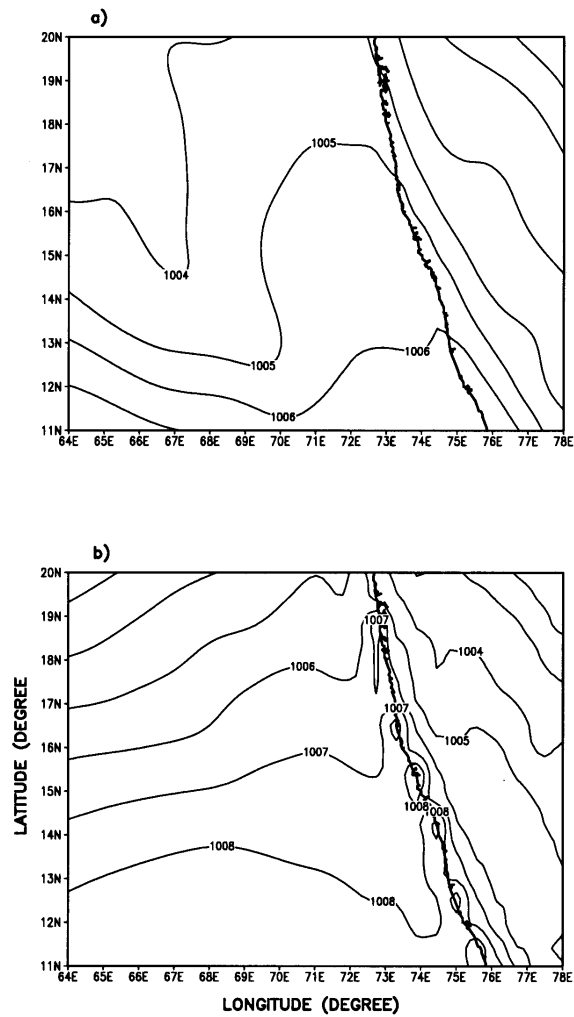 a)
20N
19N
18N
17N
1005
16N
15N
1004
14N
13N
1006
1005
12N
1006
11N
64E 65E 66E 67E 68E 69E 70E 71E 72E 73E 74E 75E 76E 77E 78E
b)
20N
19N
1007
1004
18N
1006
17N
1007
1005
16N
1007
15N
1008
1008
14N
1008
13N
1008
12N
11N
64E 65E 66E 67E 68E 69E 70E 71E 72E 73E 74E 75E 76E 77E 78E
LATITUDE (DEGREE
LONGITUDE (DEGREE)